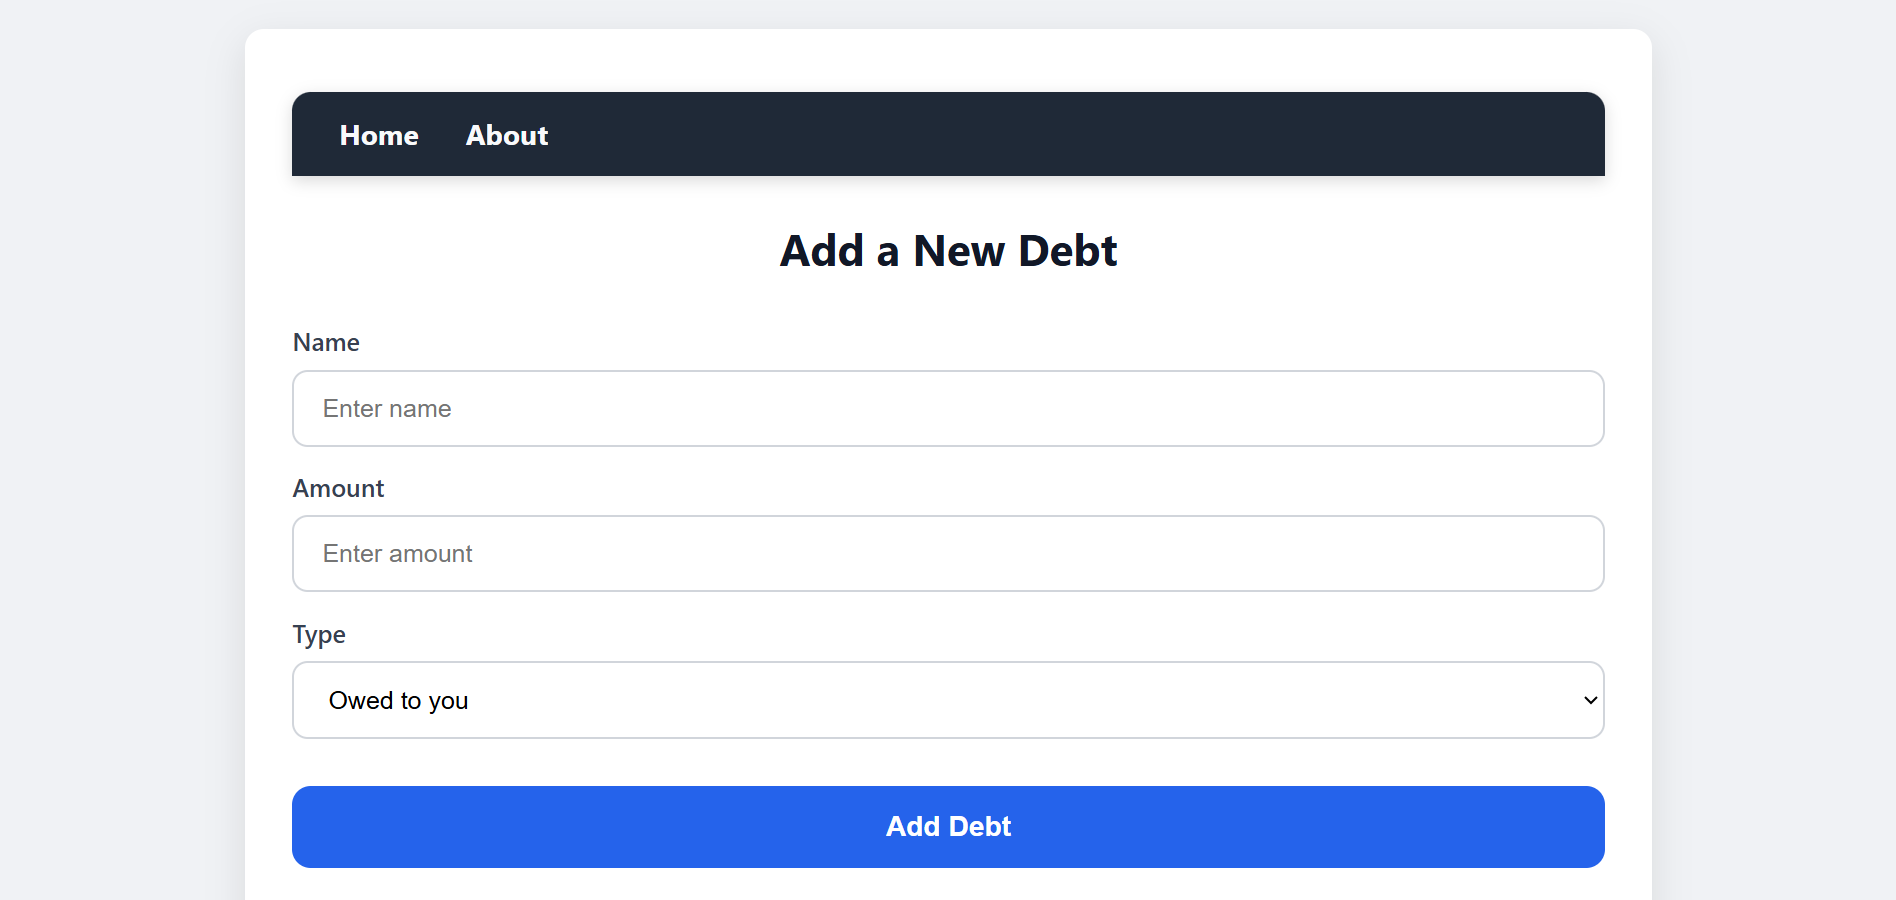 Home About
Add a New Debt
Name
Enter name
Amount
Enter amount
Type
Owed to you
Add Debt